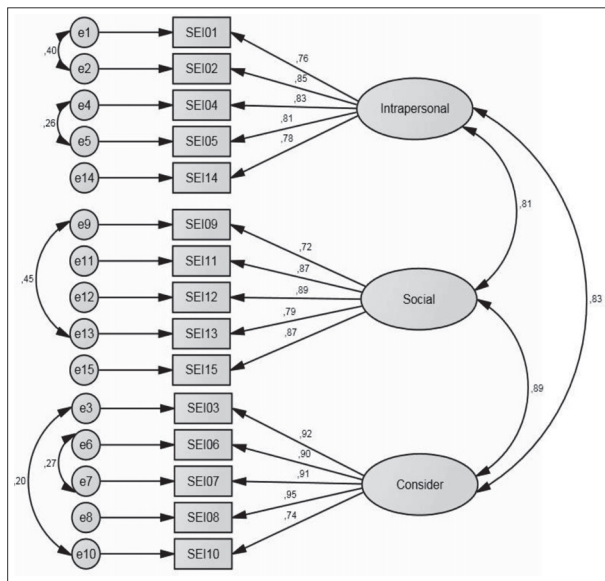 e1 SEI01
,40 ,76
e2 SEI02
,85
e4 SEI04 ,83 Intrapersonal
,26 ,81
e5 SEI05
,78
e14 SEI14
,81
e9 SEI09
,72
e11 SEI11
,87
,45 e12 SEI12 ,89 Social ,83
,79
e13 SEI13
,87
e15 SEI15
,89
e3 SEI03
,92
e6 SEI06
,90
,27 ,91
,20 e7 SEI07 Consider
,95
e8 SEI08
,74
e10 SEI10